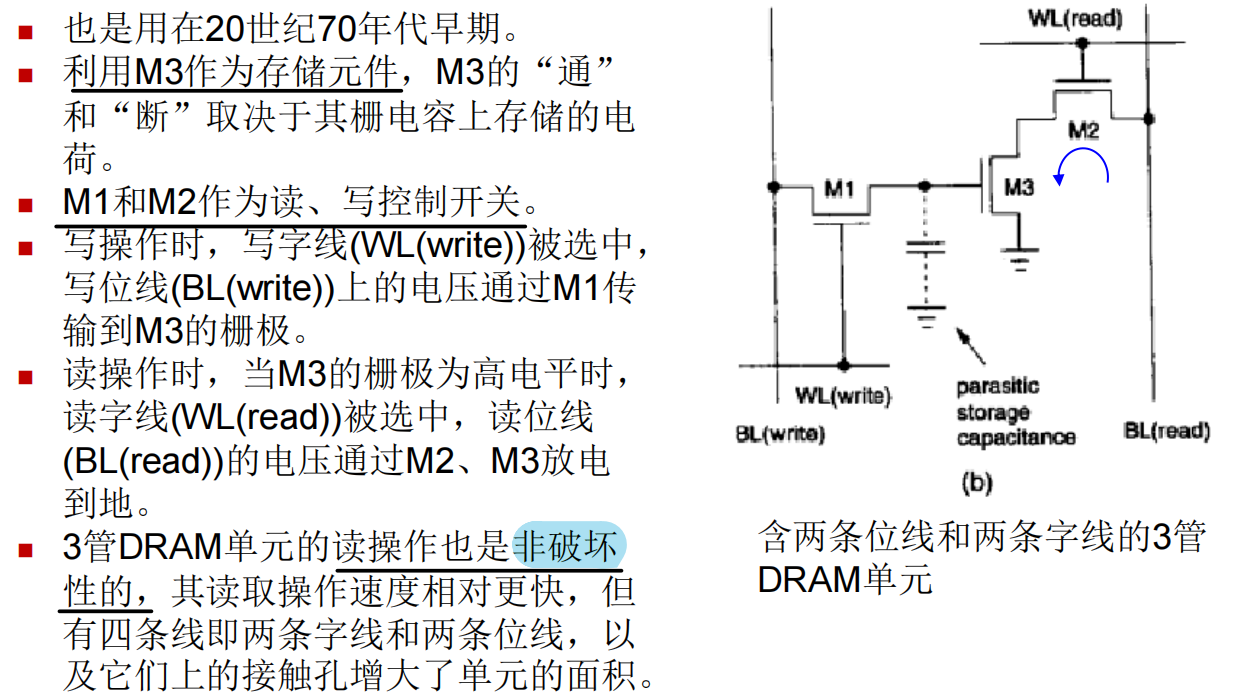 ■ 也是用在20世纪70年代早期。
■ 利用M3作为存储元件，M3的“通”
和“断”取决于其栅电容上存储的电
荷。
■ M1和M2作为读、写控制开关。
■ 写操作时，写字线(WL(write))被选中，
写位线(BL(write))上的电压通过M1传
输到M3的栅极。
■ 读操作时，当M3的栅极为高电平时，
读字线(WL(read))被选中，读位线
(BL(read))的电压通过M2、M3放电
到地。
■ 3管DRAM单元的读操作也是非破坏
性的，其读取操作速度相对更快，但
有四条线即两条字线和两条位线，以
及它们上的接触孔增大了单元的面积。
WL(read)
M2
M1
M3
WL(write)
BL(write)
parasitic
storage
capacitance
BL(read)
(b)
含两条位线和两条字线的3管
DRAM单元